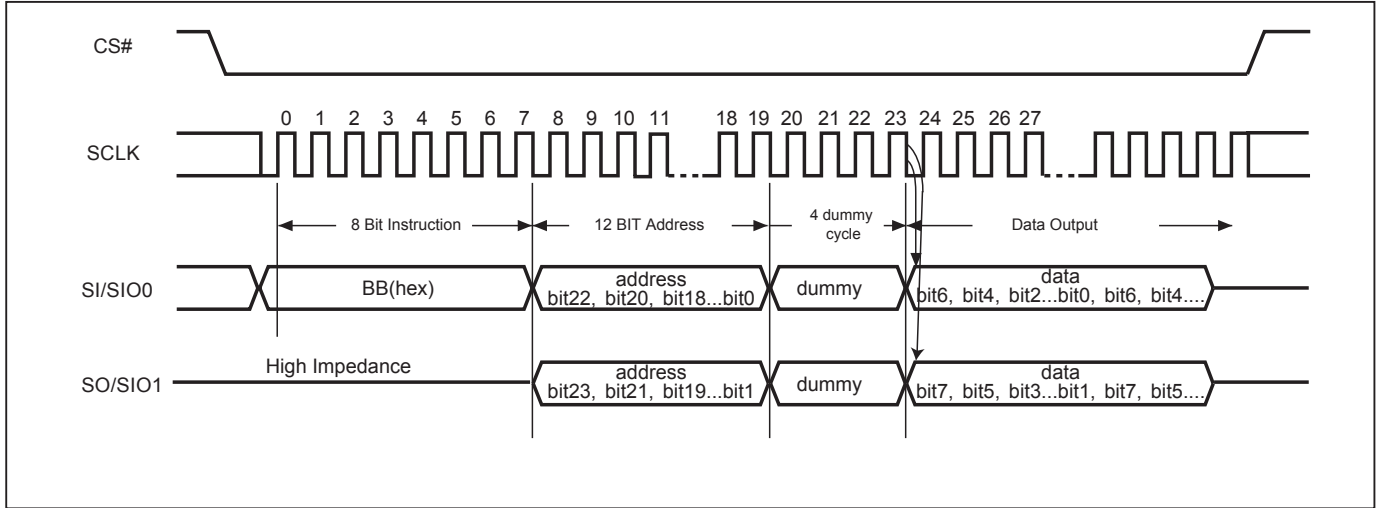 CS#
0 1 2 3 4 5 6 7 8 9 10 11 18 19 20 21 22 23 24 25 26 27
SCLK
8 Bit Instruction
12 BIT Address
4 dummy
cycle
Data Output
SI/SIO0
BB(hex)
address
bit22, bit20, bit18...bit0
dummy
data
bit6, bit4, bit2...bit0, bit6, bit4....
High Impedance
SO/SIO1
address
bit23, bit21, bit19...bit1
dummy
data
bit7, bit5, bit3...bit1, bit7, bit5....